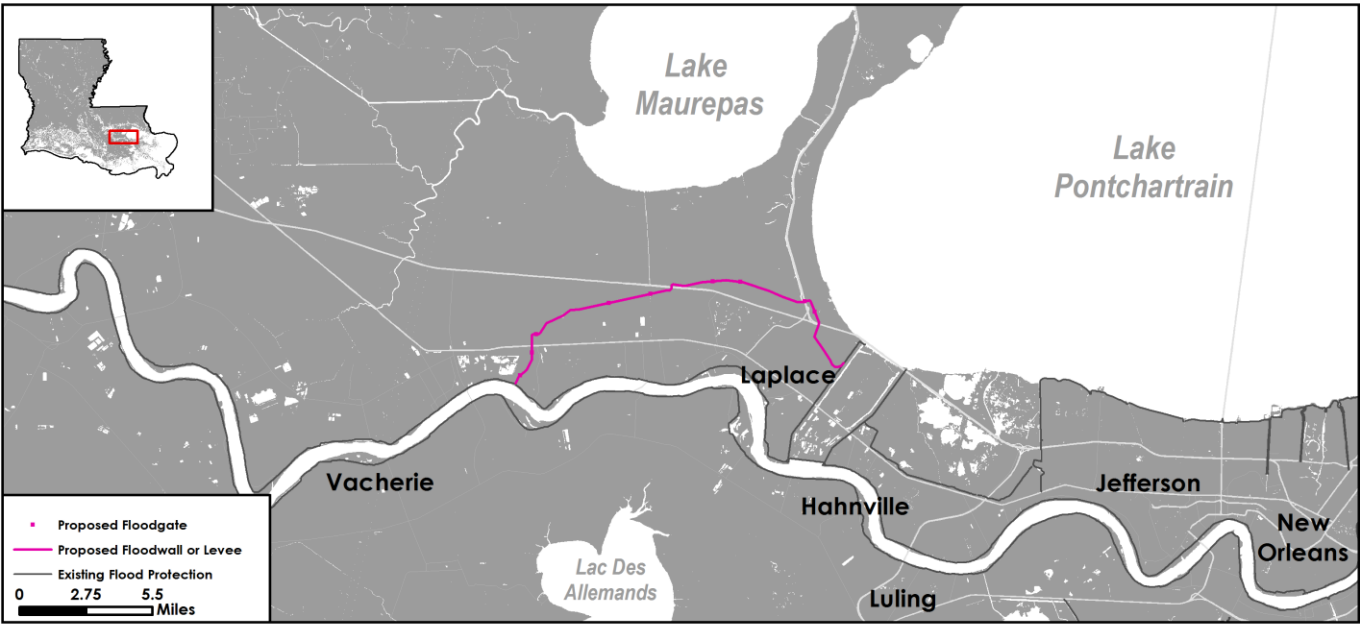 Lake
Maurepas
Lake
Pontchartrain
Laplace
Vacherie
Jefferson
Hahnville
New
Orleans
Lac Des
Allemands
Luling
Proposed Floodgate
Proposed Floodwall or Levee
Existing Flood Protection
0 2.75 5.5
Miles